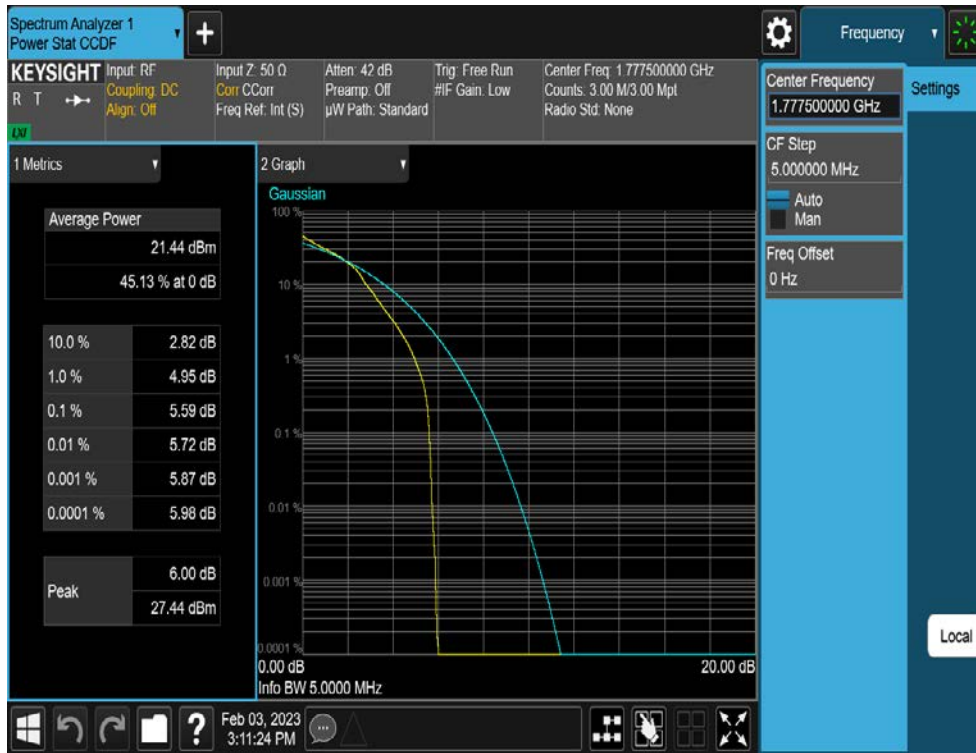 Spectrum Analyzer 1
Power Stat CCDF
+
Frequency
KEYSIGHT
R T
LXI
Input: RF
Coupling: DC
Align: Off
Input Z: 50 Ω
Corr CCorr
Freq Ref: Int (S)
Atten: 42 dB
Preamp: Off
µW Path: Standard
Trig: Free Run
#IF Gain: Low
Center Freq: 1.777500000 GHz
Counts: 3.00 M/3.00 Mpt
Radio Std: None
Center Frequency
1.777500000 GHz
Settings
CF Step
5.000000 MHz
Auto
Man
Freq Offset
0 Hz
1 Metrics
Average Power
21.44 dBm
45.13 % at 0 dB
10.0 % 2.82 dB
1.0 % 4.95 dB
0.1 % 5.59 dB
0.01 % 5.72 dB
0.001 % 5.87 dB
0.0001 % 5.98 dB
Peak
6.00 dB
27.44 dBm
2 Graph
Gaussian
100 %
10 %
1 %
0.1 %
0.01 %
0.001 %
0.0001 %
0.00 dB 20.00 dB
Info BW 5.0000 MHz
Local
?
Feb 03, 2023
3:11:24 PM